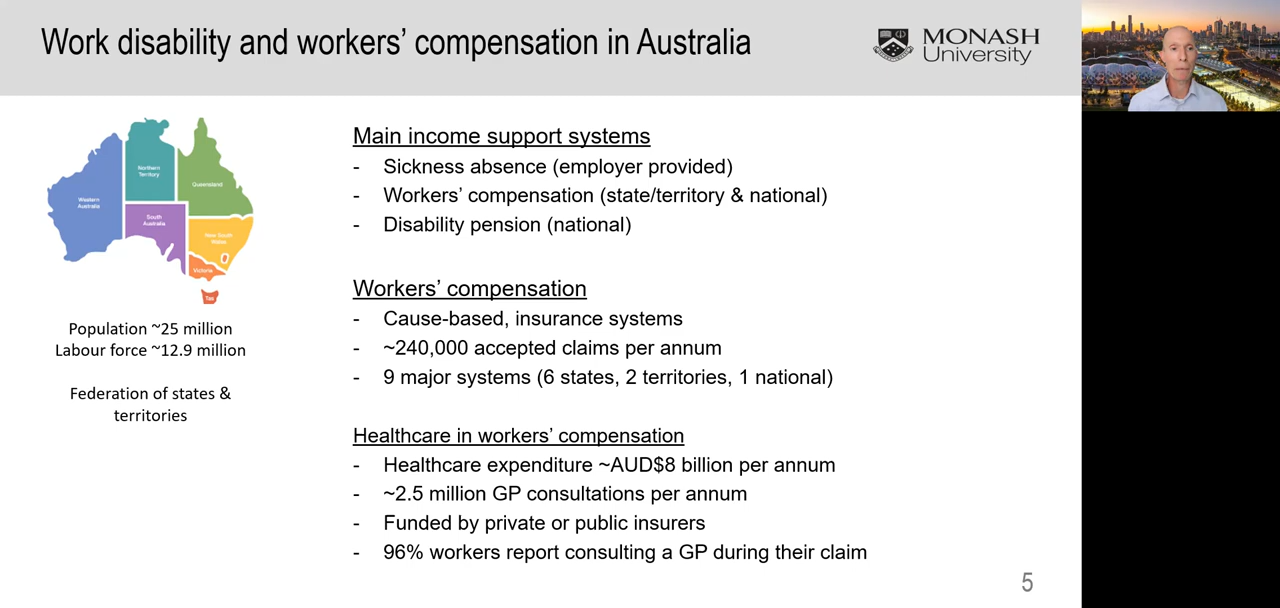 Work disability and workers' compensation in Australia
MONASH
University
Northern
Territory
Queensland
Western
Australia
South
Australia
New South
Wales
Victoria
Tas
Population ~25 million
Labour force ~12.9 million
Federation of states &
territories
Main income support systems
- Sickness absence (employer provided)
- Workers' compensation (state/territory & national)
- Disability pension (national)
Workers' compensation
- Cause-based, insurance systems
- ~240,000 accepted claims per annum
- 9 major systems (6 states, 2 territories, 1 national)
Healthcare in workers' compensation
- Healthcare expenditure ~AUD$8 billion per annum
- ~2.5 million GP consultations per annum
- Funded by private or public insurers
- 96% workers report consulting a GP during their claim
5